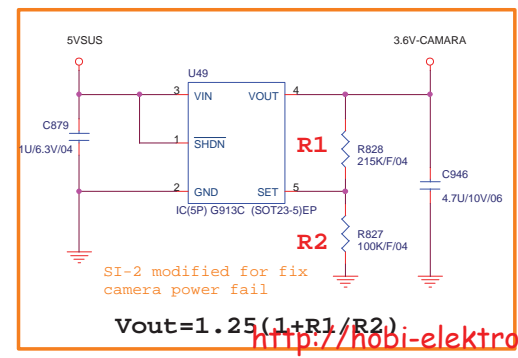 5VSUS
3.6V-CAMARA
U49
3 VIN VOUT 4
C879
1U/6.3V/04
1 SHDN
R1
R828
215K/F/04
C946
4.7U/10V/06
2 GND SET 5
IC(5P) G913C (SOT23-5)EP
R2
R827
100K/F/04
SI-2 modified for fix
camera power fail
Vout=1.25(1+R1/R2)
http://hobi-elektro